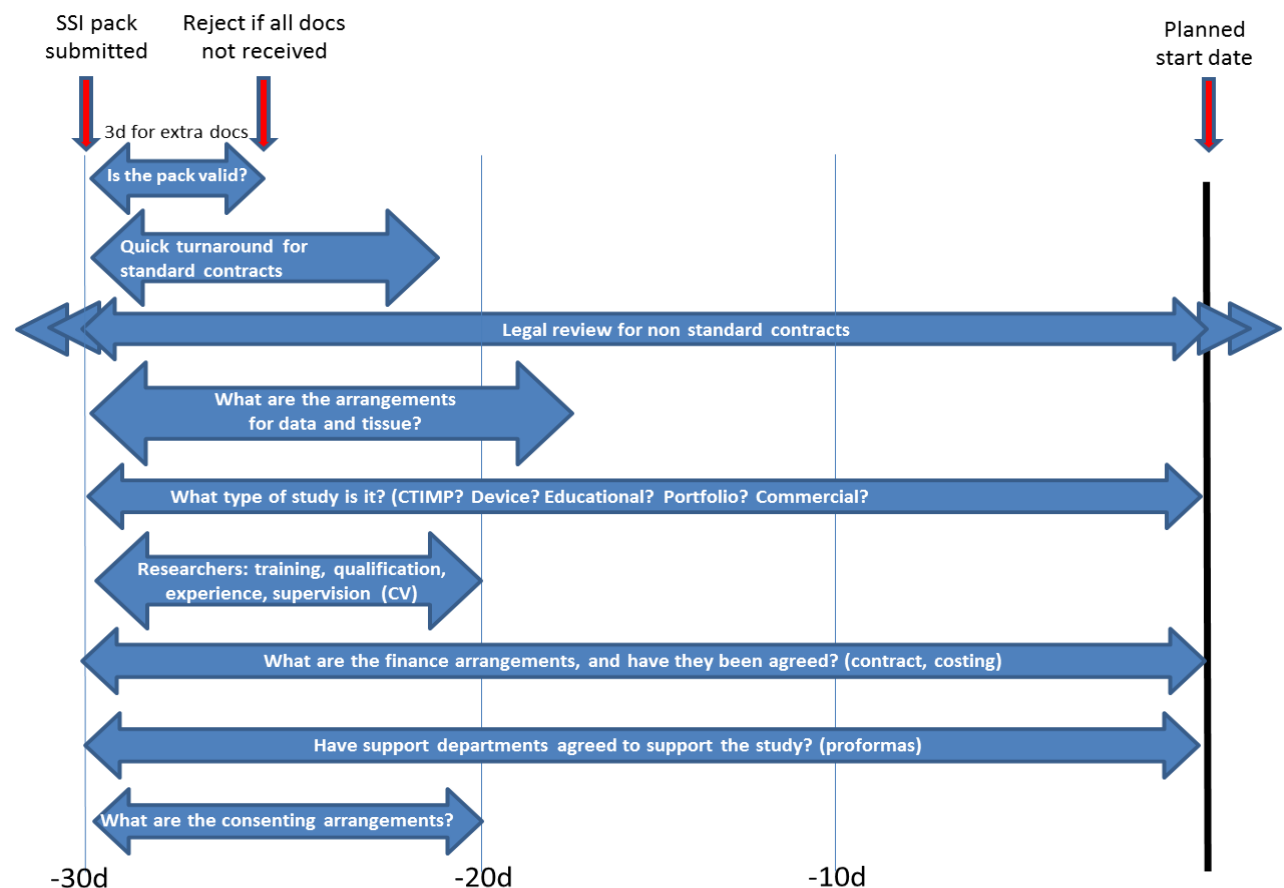 SSI pack
submitted
Reject if all docs
not received
Planned
start date
3d for extra docs
Is the pack valid?
Quick turnaround for
standard contracts
Legal review for non standard contracts
What are the arrangements
for data and tissue?
What type of study is it? (CTIMP? Device? Educational? Portfolio? Commercial?
Researchers: training, qualification,
experience, supervision (CV)
What are the finance arrangements, and have they been agreed? (contract, costing)
Have support departments agreed to support the study? (proformas)
What are the consenting arrangements?
-30d
-20d
-10d